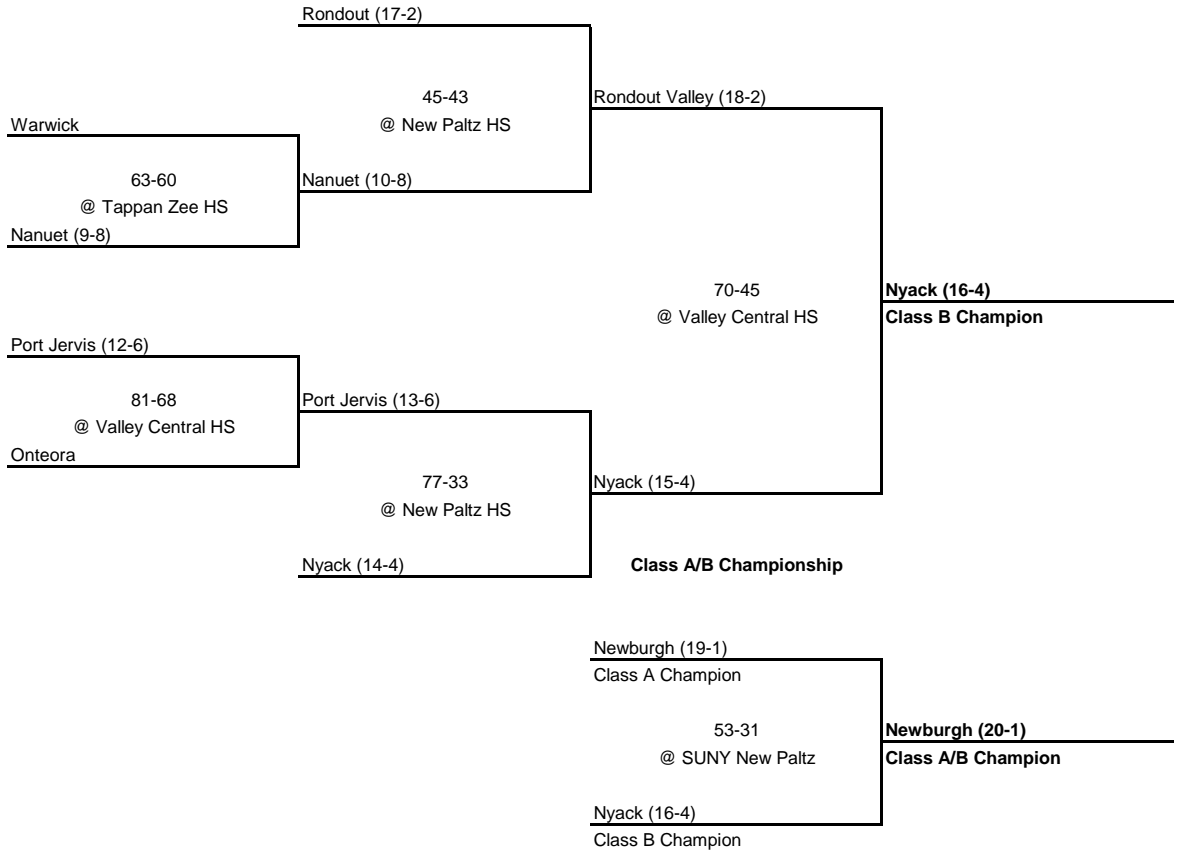 Rondout (17-2)
45-43
@ New Paltz HS
Rondout Valley (18-2)
Warwick
63-60
@ Tappan Zee HS
Nanuet (10-8)
Nanuet (9-8)
70-45
@ Valley Central HS
Nyack (16-4)
Class B Champion
Port Jervis (12-6)
81-68
@ Valley Central HS
Port Jervis (13-6)
Onteora
77-33
@ New Paltz HS
Nyack (15-4)
Nyack (14-4)
Class A/B Championship
Newburgh (19-1)
Class A Champion
53-31
@ SUNY New Paltz
Newburgh (20-1)
Class A/B Champion
Nyack (16-4)
Class B Champion